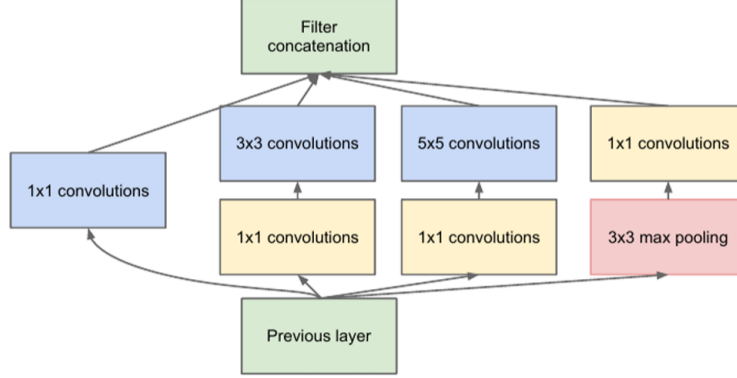 Filter
concatenation
3x3 convolutions
5x5 convolutions
1x1 convolutions
1x1 convolutions
1x1 convolutions
1x1 convolutions
3x3 max pooling
Previous layer